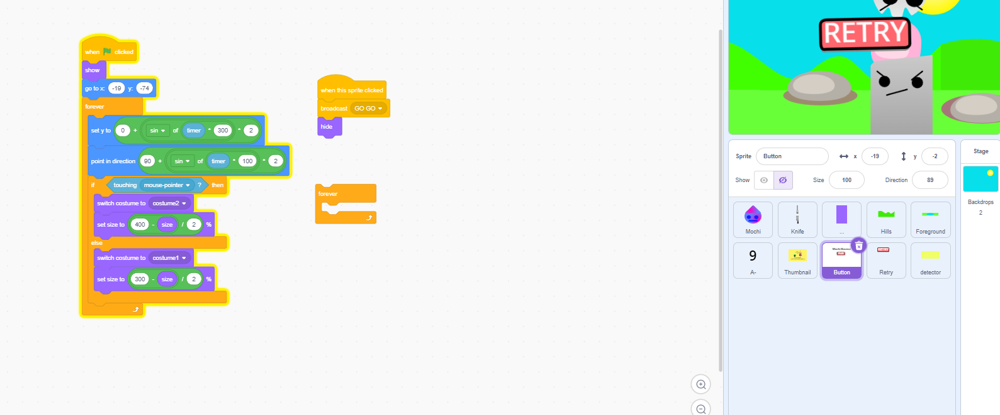 when clicked
show
go to x: -19 y: -74
forever
set y to 0 + sin of timer * 300 * 2
point in direction 90 + sin of timer * 100 * 2
if touching mouse-pointer ? then
switch costume to costume2
set size to 400 - size / 2 %
else
switch costume to costume1
set size to 300 - size / 2 %
when this sprite clicked
broadcast GO GO
hide
forever
RETRY
Sprite Button x -19 y -2
Show Size 100 Direction 89
Mochi
Knife
...
Hills
Foreground
9
A-
Thumbnail
Button
Retry
detector
Stage
Backdrops
2